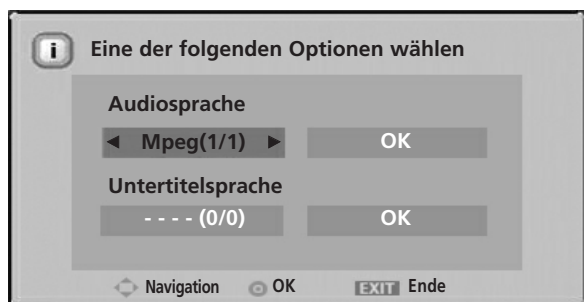 i Eine der folgenden Optionen wählen
Audiosprache
◄ Mpeg(1/1) ► OK
Untertitelsprache
- - - - (0/0) OK
Navigation OK EXIT Ende